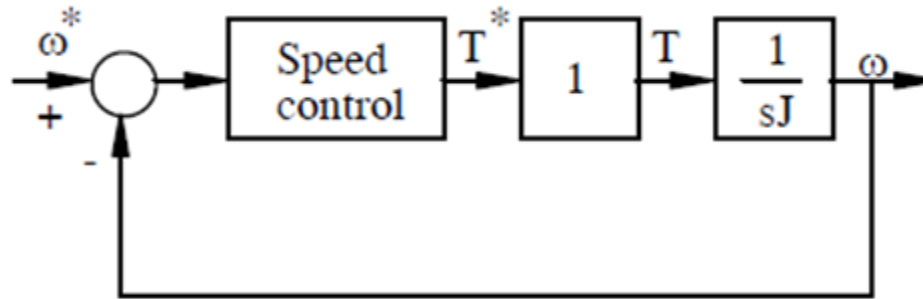 ω*
+
-
Speed
control
T*
1
T
1
sJ
ω